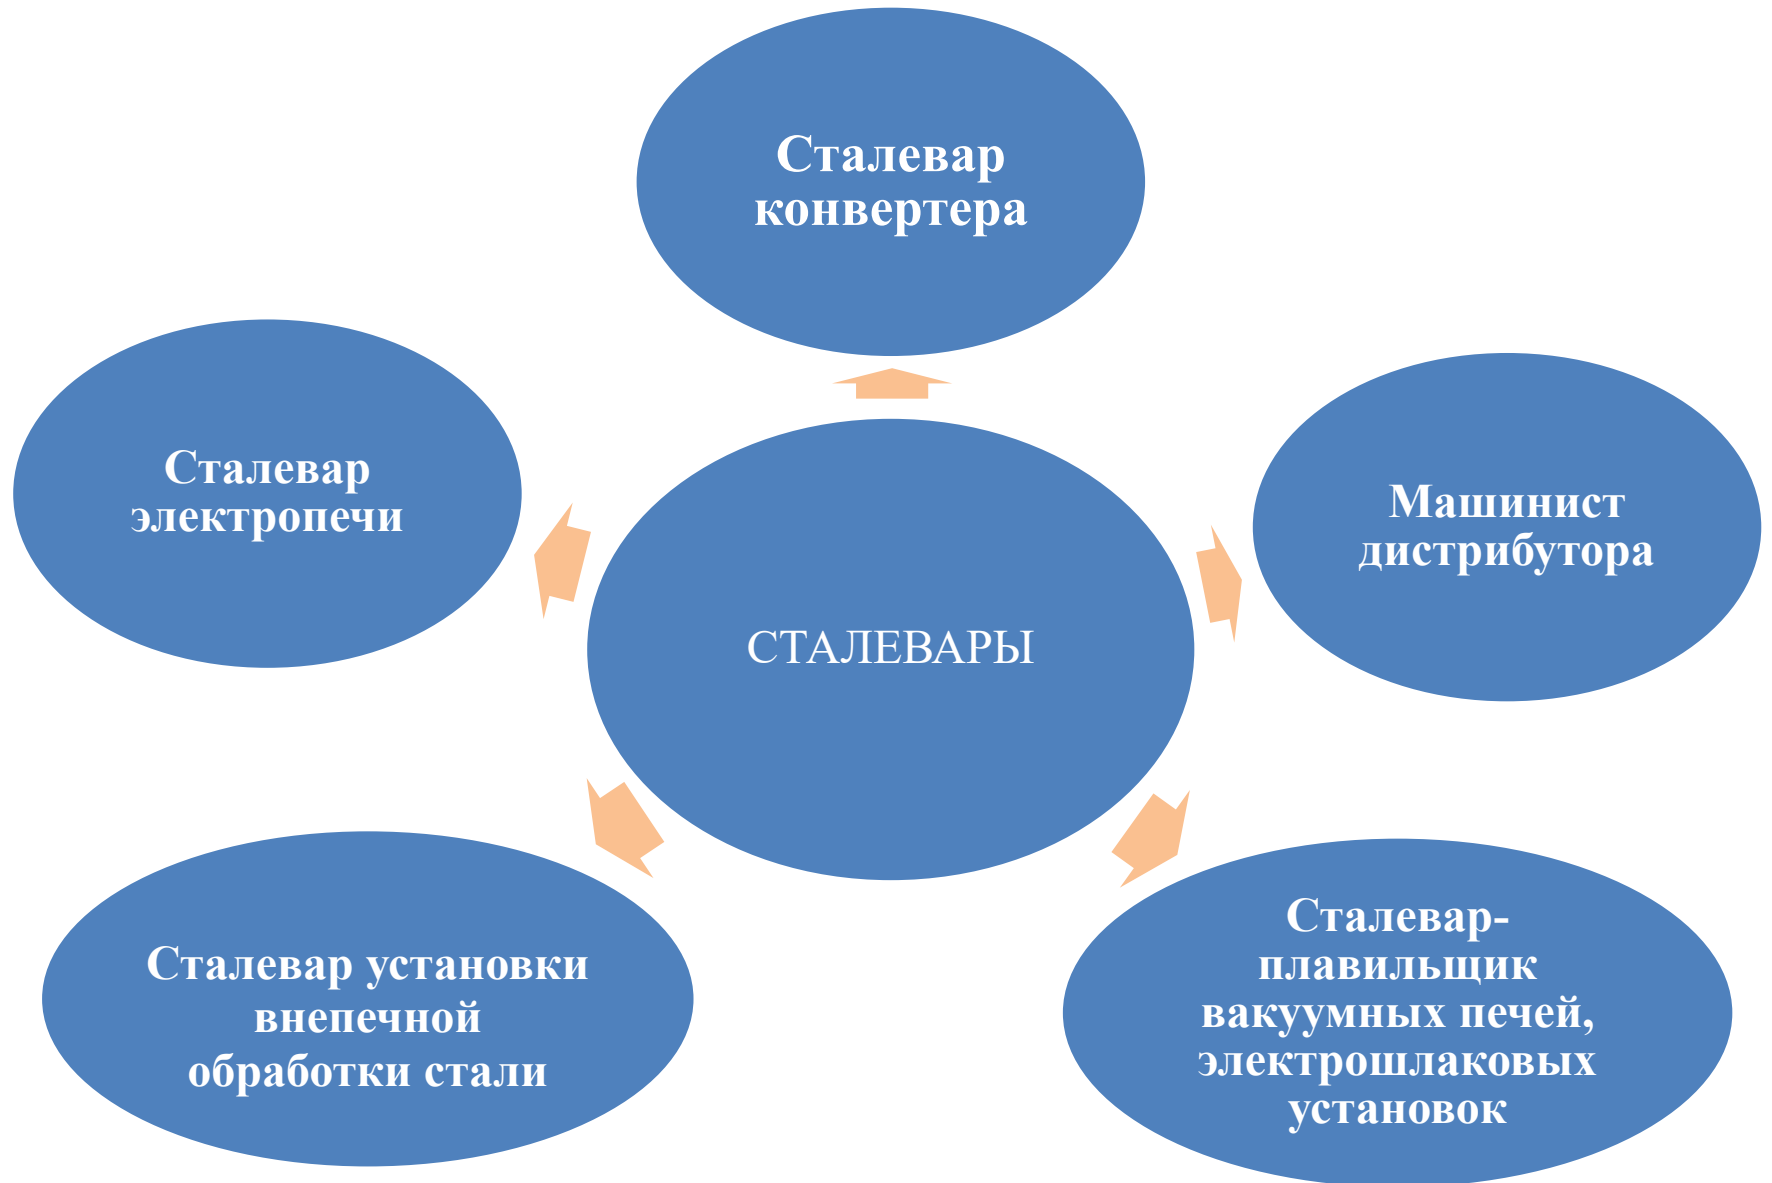 Сталевар
конвертера
Сталевар
электропечи
Машинист
дистрибутора
СТАЛЕВАРЫ
Сталевар установки
внепечной
обработки стали
Сталевар-
плавильщик
вакуумных печей,
электрошлаковых
установок